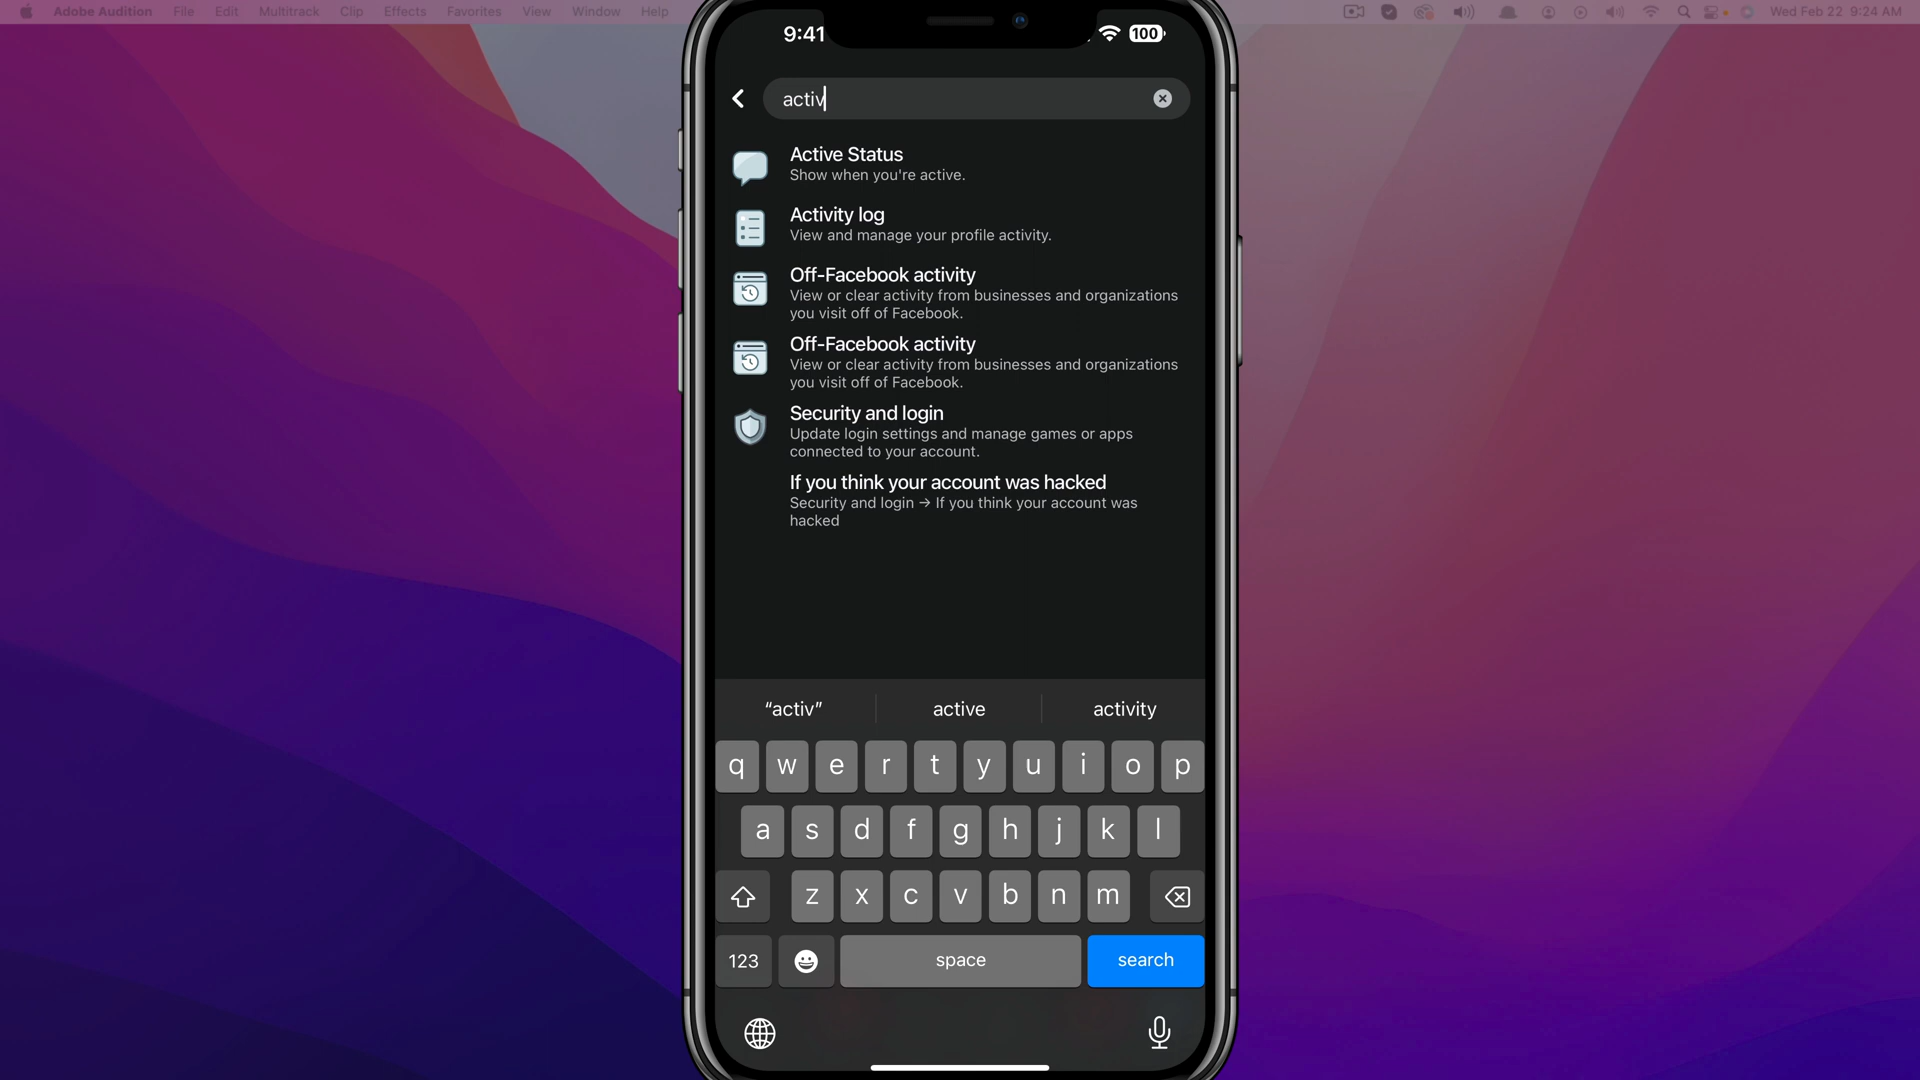 Adobe Audition File Edit Multitrack Clip Effects Favorites View Window Help Wed Feb 22 9:24 AM
9:41 100
activ
Active Status
Show when you're active.
Activity log
View and manage your profile activity.
Off-Facebook activity
View or clear activity from businesses and organizations
you visit off of Facebook.
Off-Facebook activity
View or clear activity from businesses and organizations
you visit off of Facebook.
Security and login
Update login settings and manage games or apps
connected to your account.
If you think your account was hacked
Security and login → If you think your account was
hacked
“activ” active activity
q w e r t y u i o p
a s d f g h j k l
z x c v b n m
123 space search